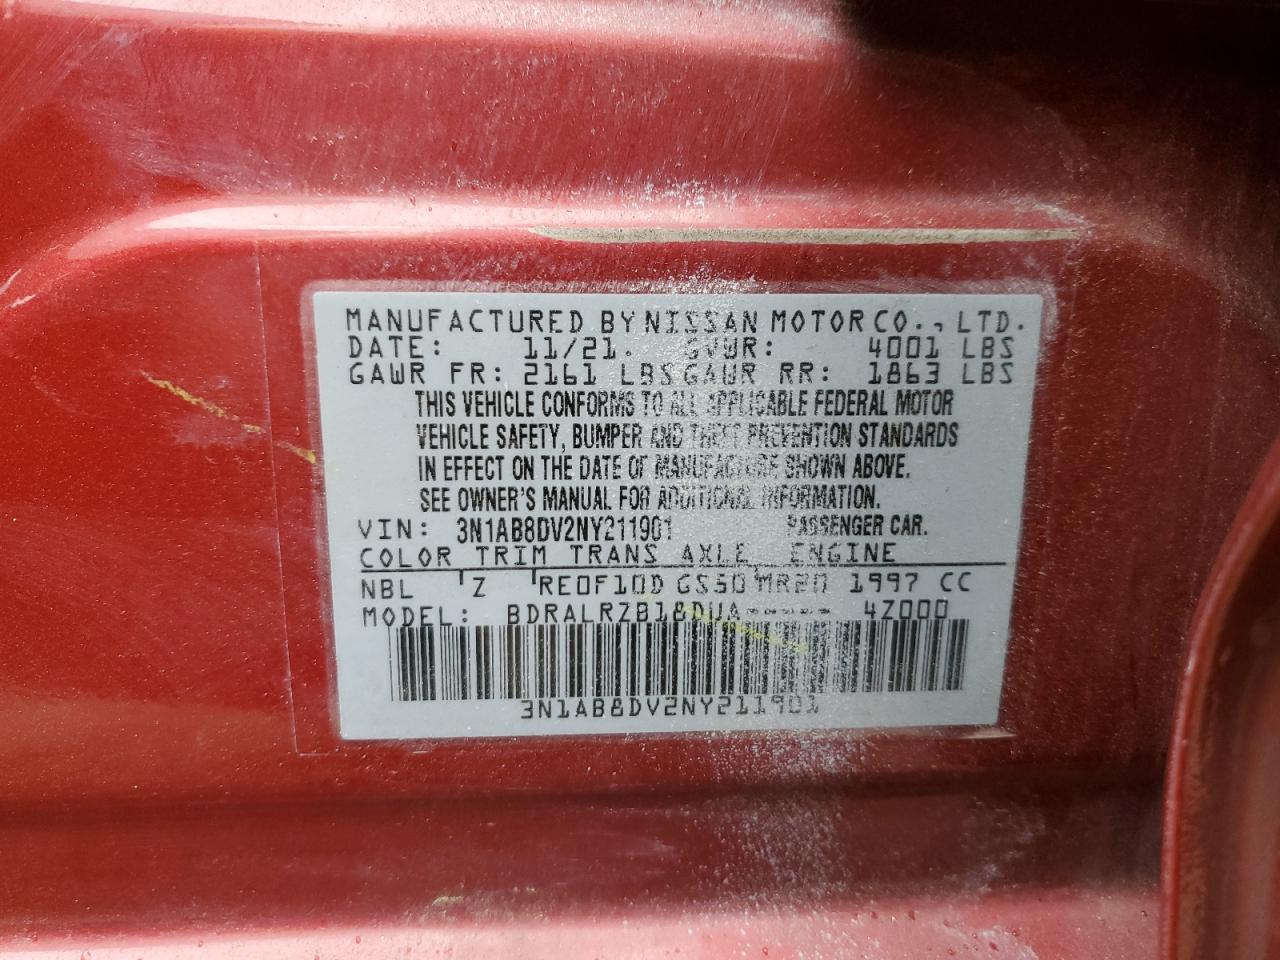 MANUFACTURED BY NISSAN MOTOR CO., LTD.
DATE: 11/21. GVWR: 4001 LBS
GAWR FR: 2161 LBS GAWR RR: 1863 LBS
THIS VEHICLE CONFORMS TO ALL APPLICABLE FEDERAL MOTOR
VEHICLE SAFETY, BUMPER AND THEFT PREVENTION STANDARDS
IN EFFECT ON THE DATE OF MANUFACTURE SHOWN ABOVE.
SEE OWNER'S MANUAL FOR ADDITIONAL INFORMATION.
VIN: 3N1AB8DV2NY211901 PASSENGER CAR.
COLOR TRIM TRANS AXLE ENGINE
NBL Z RE0F10D GS50 MR20 1997 CC
MODEL: BDRALRZB18DUA----- 4Z000
3N1AB8DV2NY211901